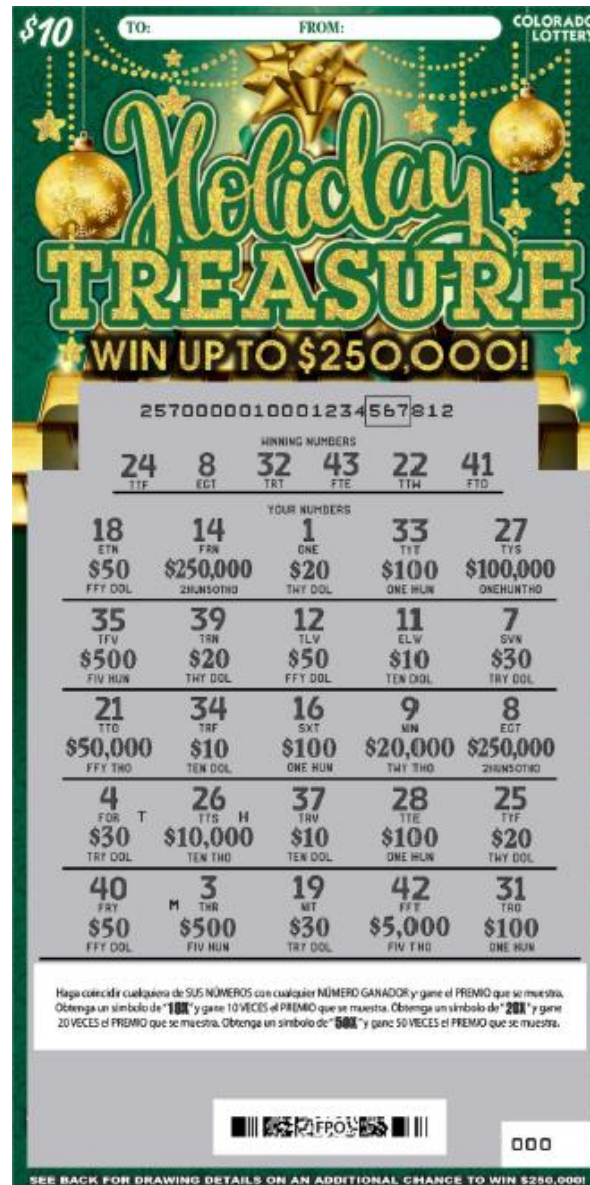 $10 TO: FROM: COLORADO LOTTERY
Holiday
TREASURE
WIN UP TO $250,000!
257000000100001234567812
WINNING NUMBERS
24 8 32 43 22 41
TTF EGT TRT FTE TTW FTO
YOUR NUMBERS
18 14 1 33 27
ETN FRN ONE TYT TYS
$50 $250,000 $20 $100 $100,000
FFY DOL 2HUN5OTHO TWY DOL ONE HUN ONEHUNTHO
35 39 12 11 7
TFV TRN TLV ELV SVN
$500 $20 $50 $10 $30
FIV HUN TWY DOL FFY DOL TEN DOL TRY DOL
21 34 16 9 8
TTO TRF SXT NIN EGT
$50,000 $10 $100 $20,000 $250,000
FFY THO TEN DOL ONE HUN TWY THO 2HUN5OTHO
4 26 37 28 25
FOR T TTS H TRV TTE TYF
$30 $10,000 $10 $100 $20
TRY DOL TEN THO TEN DOL ONE HUN TWY DOL
40 3 19 42 31
FRY M THR NIT FFT TRO
$50 $500 $30 $5,000 $100
FFY DOL FIV HUN TRY DOL FIV THO ONE HUN
Haga coincidir cualquiera de SUS NÚMEROS con cualquier NÚMERO GANADOR y gane el PREMIO que se muestra.
Obtenga un símbolo de "10X" y gane 10 VECES el PREMIO que se muestra. Obtenga un símbolo de "20X" y gane
20 VECES el PREMIO que se muestra. Obtenga un símbolo de "50X" y gane 50 VECES el PREMIO que se muestra.
FPO
000
SEE BACK FOR DRAWING DETAILS ON AN ADDITIONAL CHANCE TO WIN $250,000!